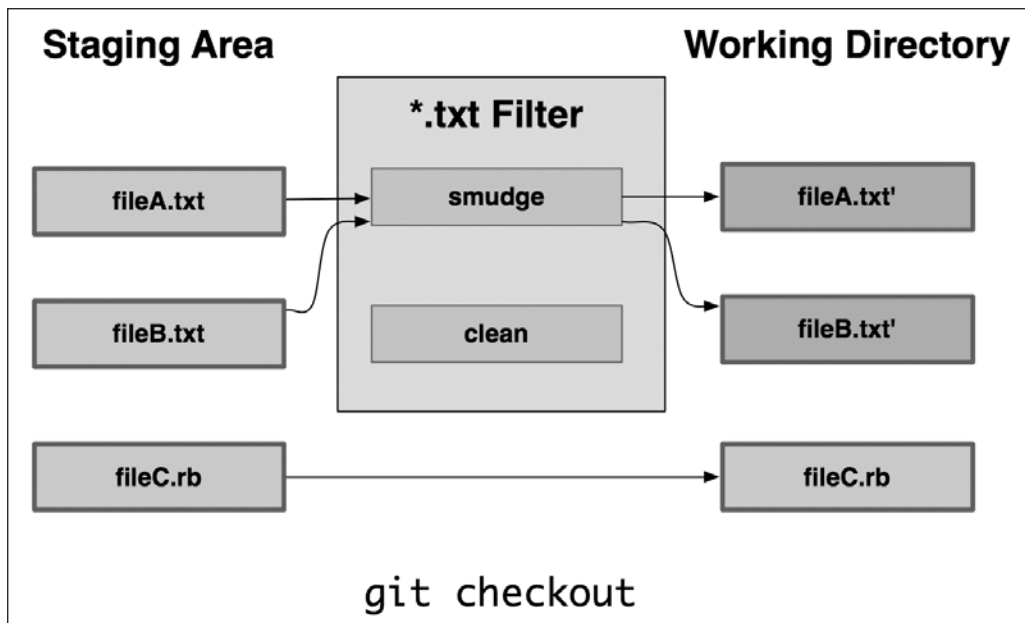 Staging Area
Working Directory
*.txt Filter
fileA.txt
smudge
fileA.txt'
fileB.txt
clean
fileB.txt'
fileC.rb
fileC.rb
git checkout